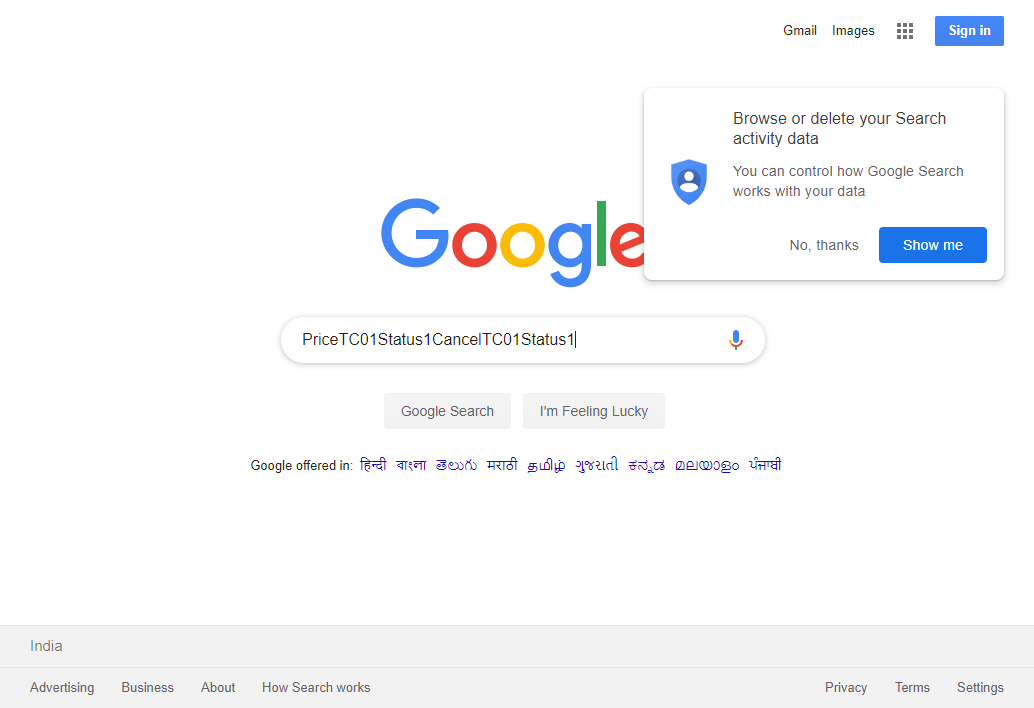 Gmail Images Sign in
Browse or delete your Search
activity data
You can control how Google Search
works with your data
No, thanks Show me
Google
PriceTC01Status1CancelTC01Status1
Google Search I'm Feeling Lucky
Google offered in: हिन्दी বাংলা తెలుగు मराठी தமிழ் ગુજરાતી ಕನ್ನಡ മലയാളം ਪੰਜਾਬੀ
India
Advertising Business About How Search works Privacy Terms Settings